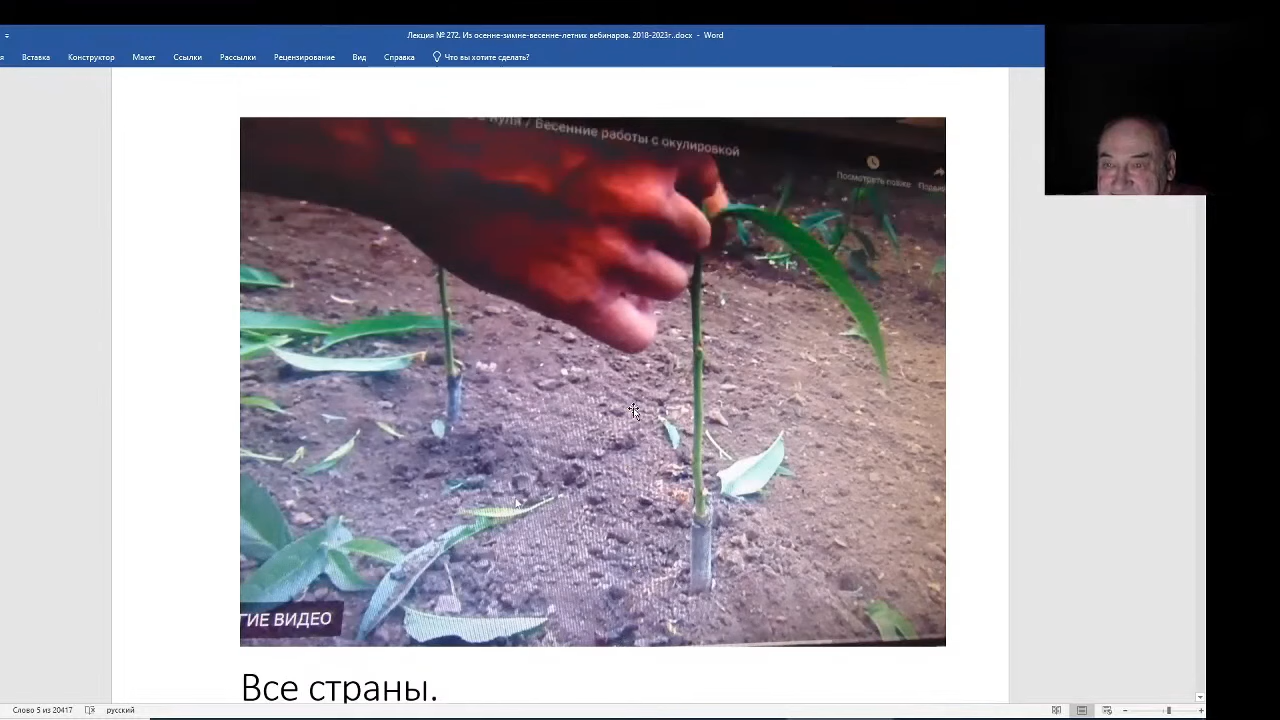 Лекция № 272. Из осенне-зимне-весенне-летних вебинаров. 2018-2023г..docx - Word
Вставка Конструктор Макет Ссылки Рассылки Рецензирование Вид Справка Что вы хотите сделать?
нуля / Весенние работы с окулировкой
Посмотреть позже
ГИЕ ВИДЕО
Все страны.
Слово 5 из 20417 русский